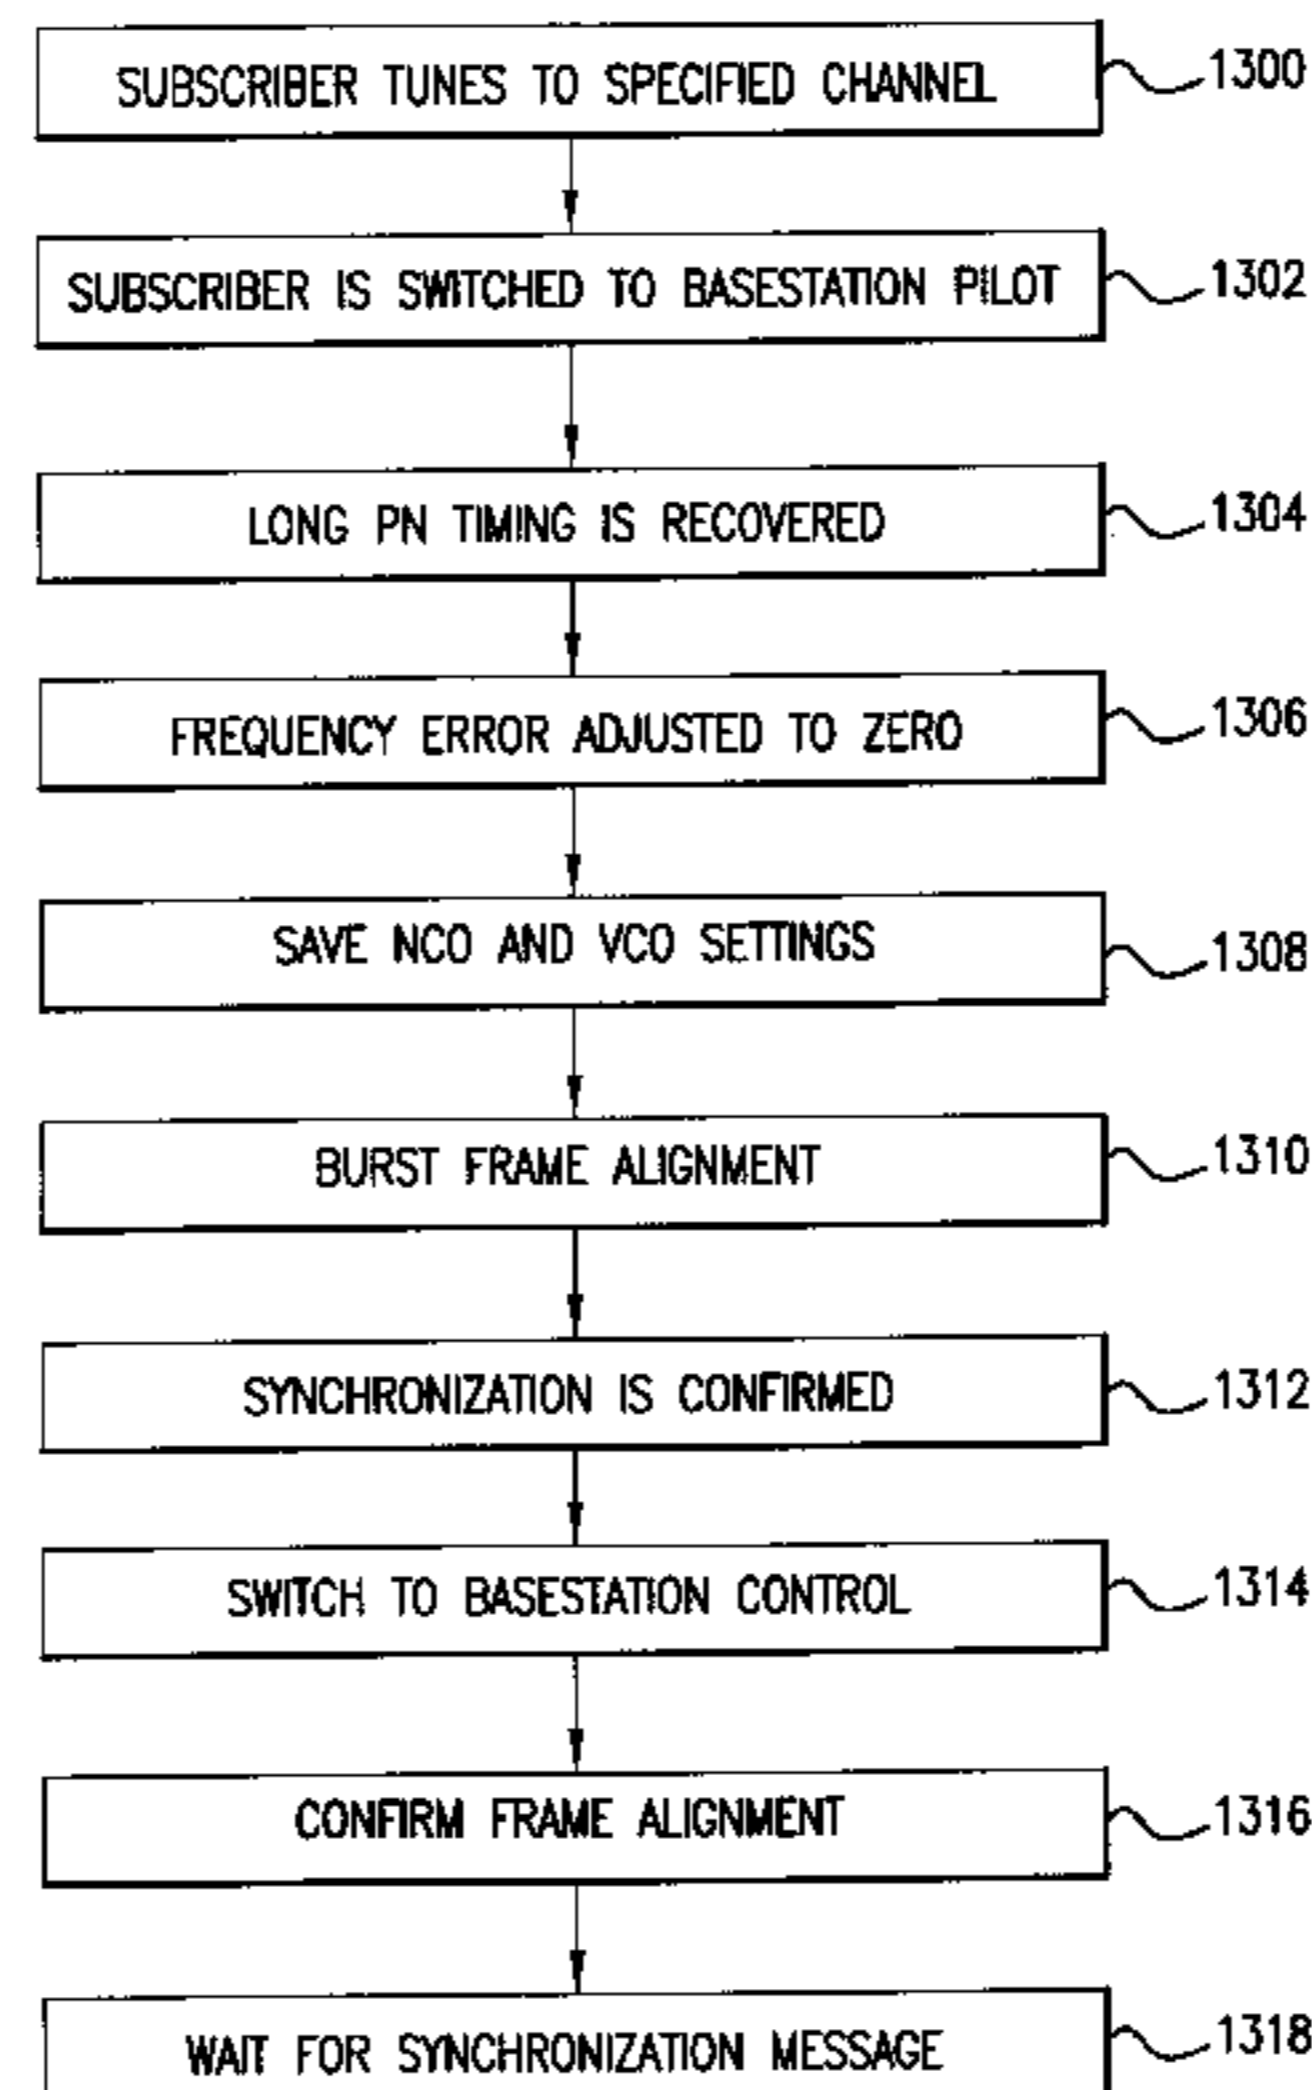 SUBSCRIBER TUNES TO SPECIFIED CHANNEL 1300
SUBSCRIBER IS SWITCHED TO BASESTATION PILOT 1302
LONG PN TIMING IS RECOVERED 1304
FREQUENCY ERROR ADJUSTED TO ZERO 1306
SAVE NCO AND VCO SETTINGS 1308
BURST FRAME ALIGNMENT 1310
SYNCHRONIZATION IS CONFIRMED 1312
SWITCH TO BASESTATION CONTROL 1314
CONFIRM FRAME ALIGNMENT 1316
WAIT FOR SYNCHRONIZATION MESSAGE 1318